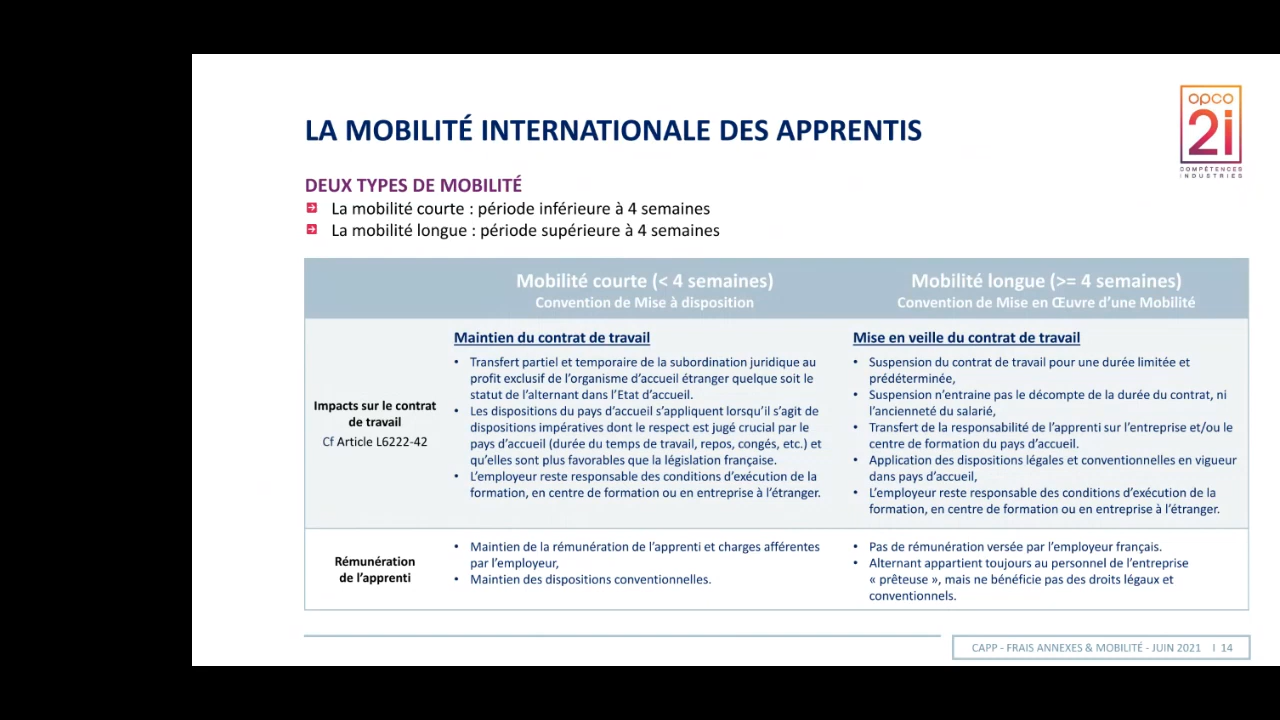 opco
2i
COMPÉTENCES
INDUSTRIES
LA MOBILITÉ INTERNATIONALE DES APPRENTIS
DEUX TYPES DE MOBILITÉ
La mobilité courte : période inférieure à 4 semaines
La mobilité longue : période supérieure à 4 semaines
Mobilité courte (< 4 semaines)
Convention de Mise à disposition
Mobilité longue (>= 4 semaines)
Convention de Mise en Œuvre d'une Mobilité
Impacts sur le contrat
de travail
Cf Article L6222-42
Maintien du contrat de travail
• Transfert partiel et temporaire de la subordination juridique au
profit exclusif de l'organisme d'accueil étranger quelque soit le
statut de l'alternant dans l'Etat d'accueil.
• Les dispositions du pays d'accueil s'appliquent lorsqu'il s'agit de
dispositions impératives dont le respect est jugé crucial par le
pays d'accueil (durée du temps de travail, repos, congés, etc.) et
qu'elles sont plus favorables que la législation française.
• L'employeur reste responsable des conditions d'exécution de la
formation, en centre de formation ou en entreprise à l'étranger.
Mise en veille du contrat de travail
• Suspension du contrat de travail pour une durée limitée et
prédéterminée,
• Suspension n'entraine pas le décompte de la durée du contrat, ni
l'ancienneté du salarié,
• Transfert de la responsabilité de l'apprenti sur l'entreprise et/ou le
centre de formation du pays d'accueil.
• Application des dispositions légales et conventionnelles en vigueur
dans pays d'accueil,
• L'employeur reste responsable des conditions d'exécution de la
formation, en centre de formation ou en entreprise à l'étranger.
Rémunération
de l'apprenti
• Maintien de la rémunération de l'apprenti et charges afférentes
par l'employeur,
• Maintien des dispositions conventionnelles.
• Pas de rémunération versée par l'employeur français.
• Alternant appartient toujours au personnel de l'entreprise
« prêteuse », mais ne bénéficie pas des droits légaux et
conventionnels.
CAPP - FRAIS ANNEXES & MOBILITÉ - JUIN 2021 I 14